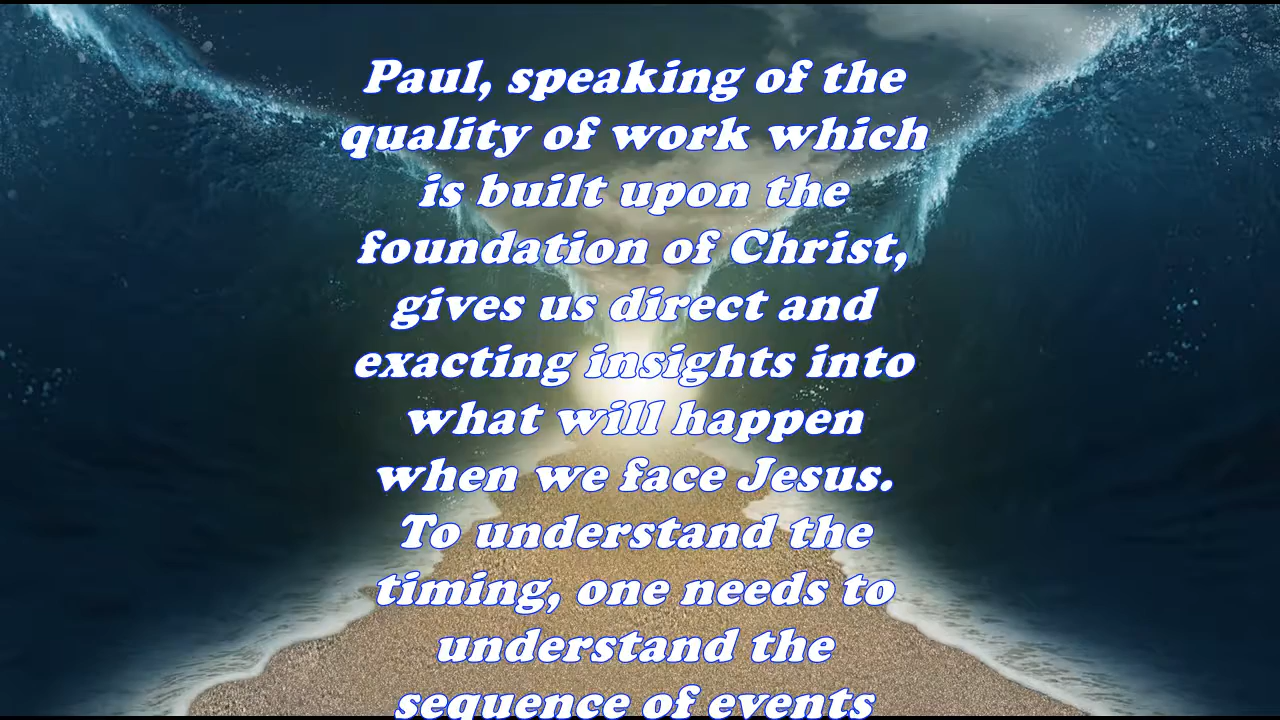 Paul, speaking of the
quality of work which
is built upon the
foundation of Christ,
gives us direct and
exacting insights into
what will happen
when we face Jesus.
To understand the
timing, one needs to
understand the
sequence of events